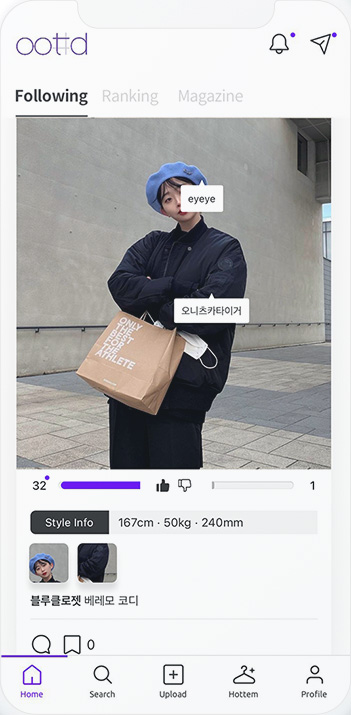 oottd
Following Ranking Magazine
eyeye
오니츠카타이거
ONLY
THE
BEST
FOR
THE
ATHLETE
32 1
Style Info 167cm · 50kg · 240mm
블루클로젯 베레모 코디
0
Home Search Upload Hottem Profile